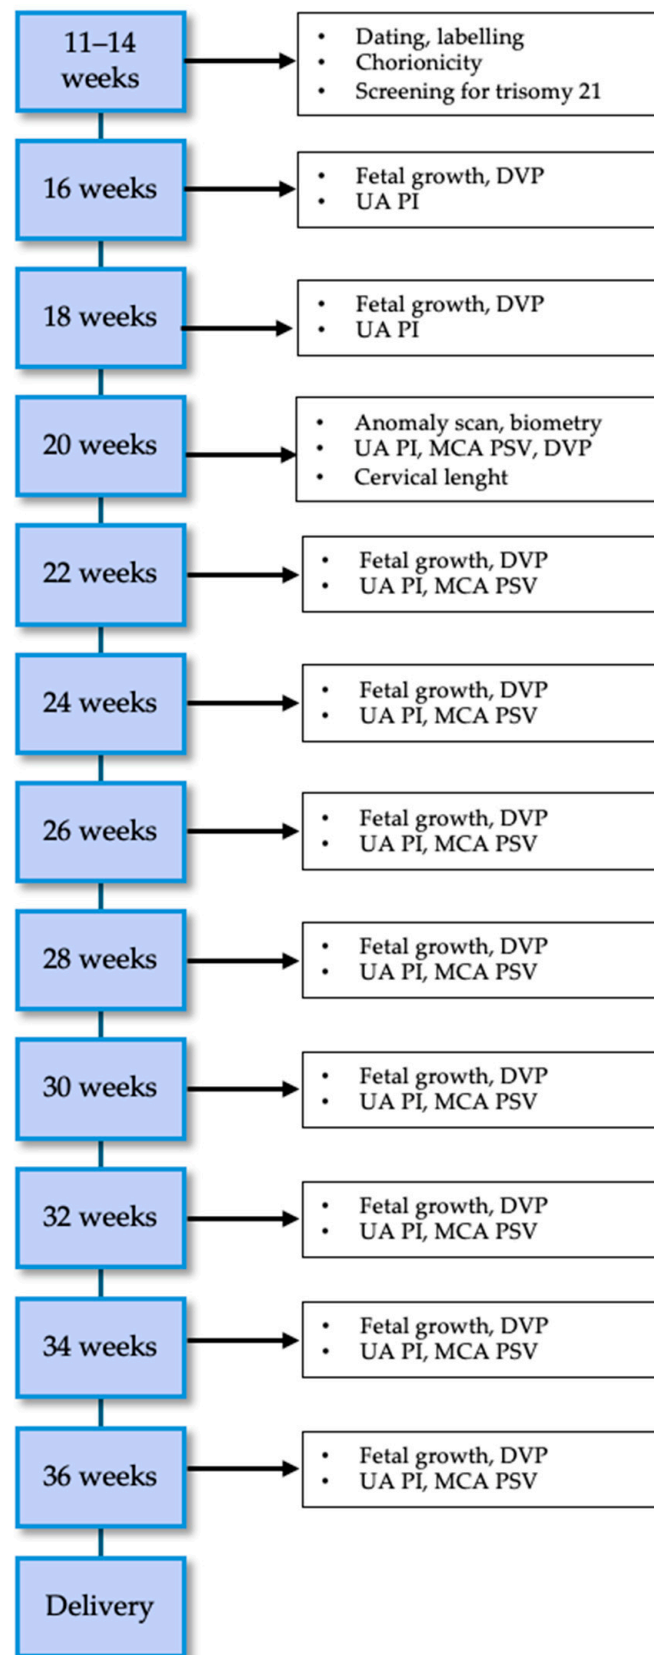 11–14
weeks
• Dating, labelling
• Chorionicity
• Screening for trisomy 21
16 weeks
• Fetal growth, DVP
• UA PI
18 weeks
• Fetal growth, DVP
• UA PI
20 weeks
• Anomaly scan, biometry
• UA PI, MCA PSV, DVP
• Cervical lenght
22 weeks
• Fetal growth, DVP
• UA PI, MCA PSV
24 weeks
• Fetal growth, DVP
• UA PI, MCA PSV
26 weeks
• Fetal growth, DVP
• UA PI, MCA PSV
28 weeks
• Fetal growth, DVP
• UA PI, MCA PSV
30 weeks
• Fetal growth, DVP
• UA PI, MCA PSV
32 weeks
• Fetal growth, DVP
• UA PI, MCA PSV
34 weeks
• Fetal growth, DVP
• UA PI, MCA PSV
36 weeks
• Fetal growth, DVP
• UA PI, MCA PSV
Delivery